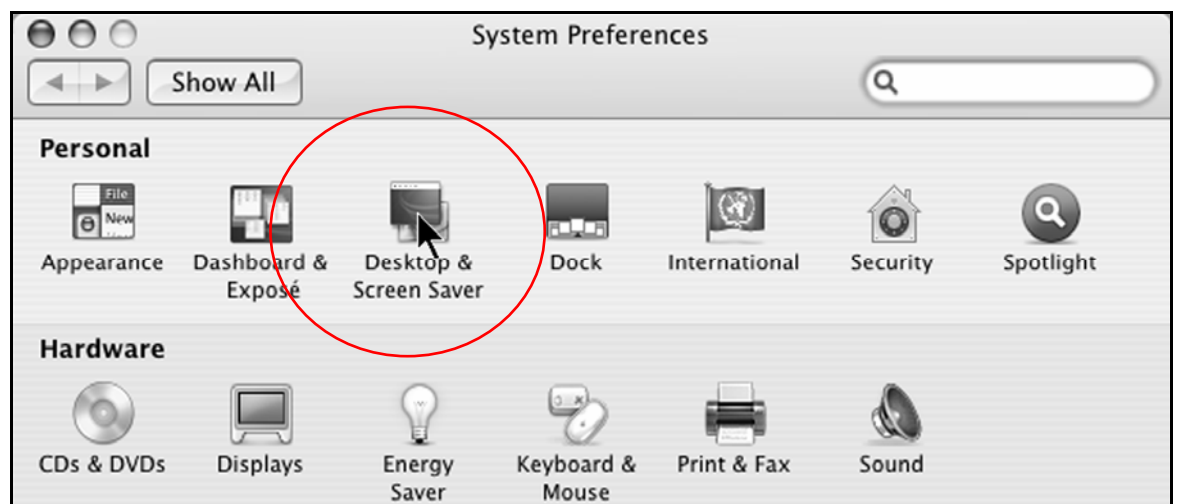 System Preferences
Show All
Personal
File
New
Appearance
Dashboard &
Exposé
Desktop &
Screen Saver
Dock
International
Security
Spotlight
Hardware
CDs & DVDs
Displays
Energy
Saver
Keyboard &
Mouse
Print & Fax
Sound